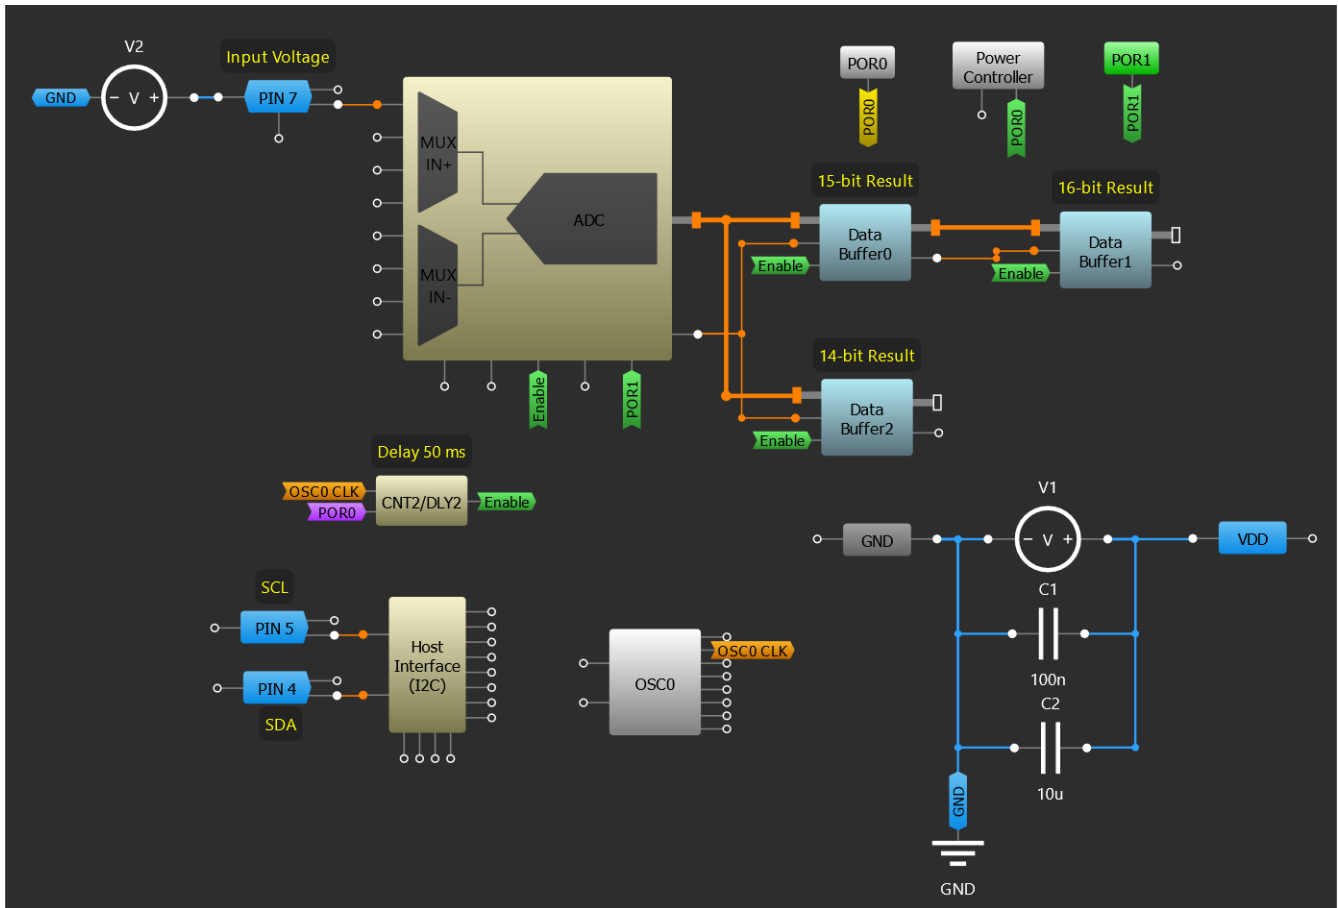 V2
Input Voltage
GND
− V +
PIN 7
MUX
IN+
MUX
IN-
ADC
Enable
POR1
POR0
POR0
Power
Controller
POR0
POR1
POR1
15-bit Result
Data
Buffer0
Enable
16-bit Result
Data
Buffer1
Enable
14-bit Result
Data
Buffer2
Enable
Delay 50 ms
OSC0 CLK
POR0
CNT2/DLY2
Enable
SCL
PIN 5
PIN 4
SDA
Host
Interface
(I2C)
OSC0
OSC0 CLK
V1
GND
− V +
VDD
C1
100n
C2
10u
GND
GND